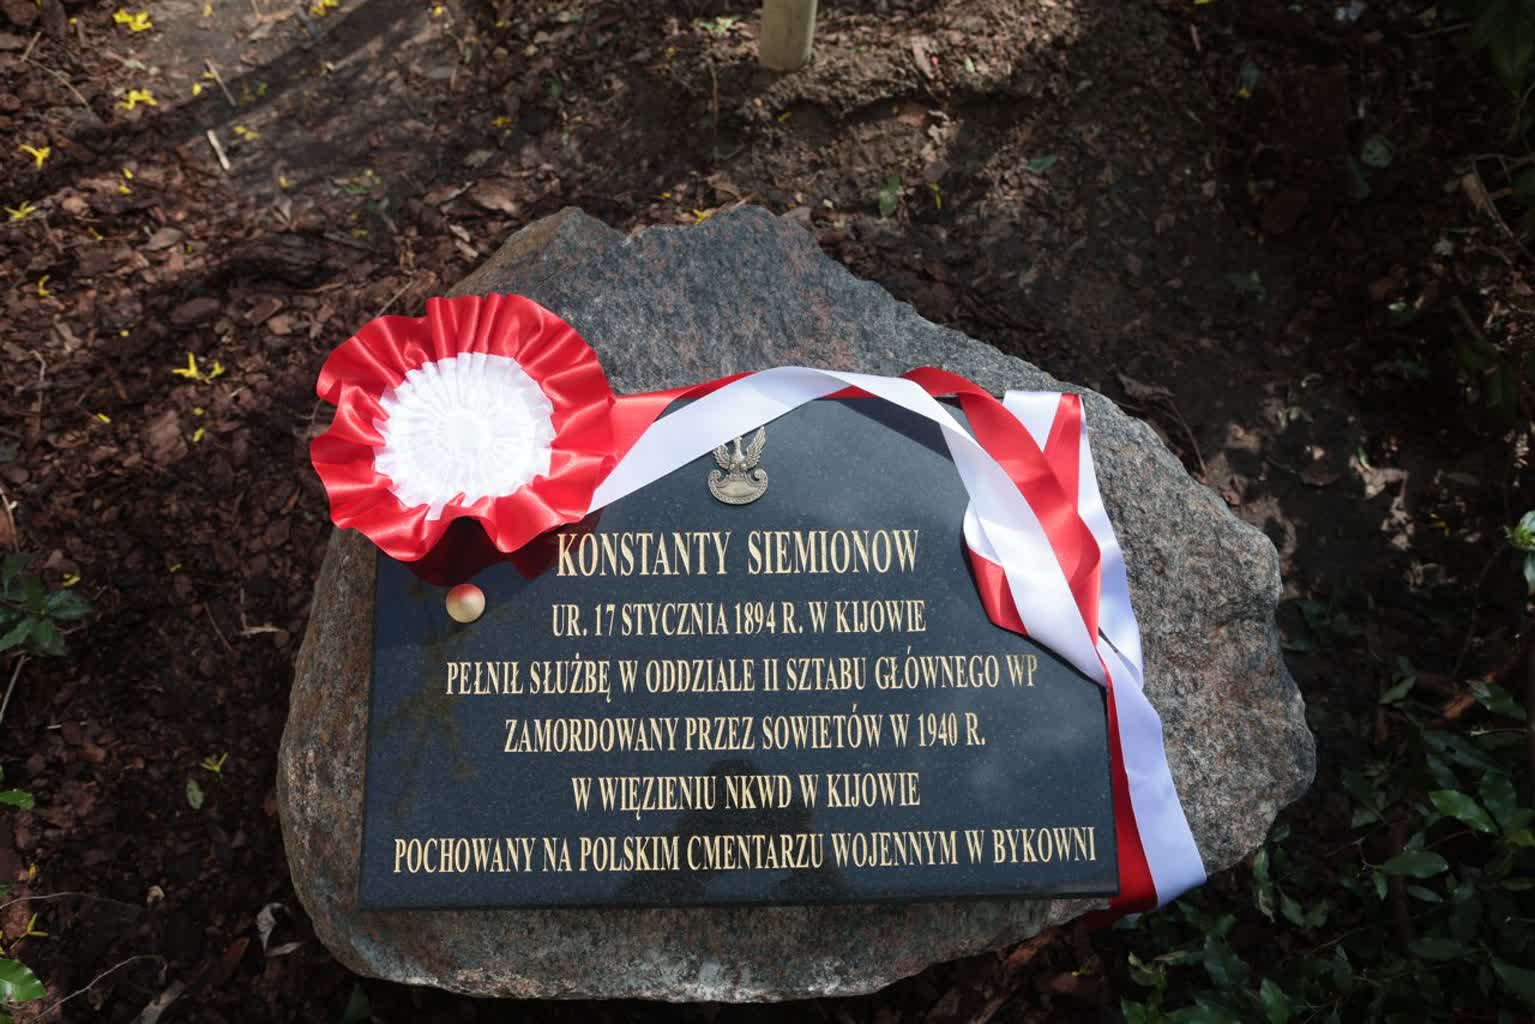 KONSTANTY SIEMIONOW
UR. 17 STYCZNIA 1894 R. W KIJOWIE
PEŁNIŁ SŁUŻBĘ W ODDZIALE II SZTABU GŁÓWNEGO WP
ZAMORDOWANY PRZEZ SOWIETÓW W 1940 R.
W WIĘZIENIU NKWD W KIJOWIE
POCHOWANY NA POLSKIM CMENTARZU WOJENNYM W BYKOWNI